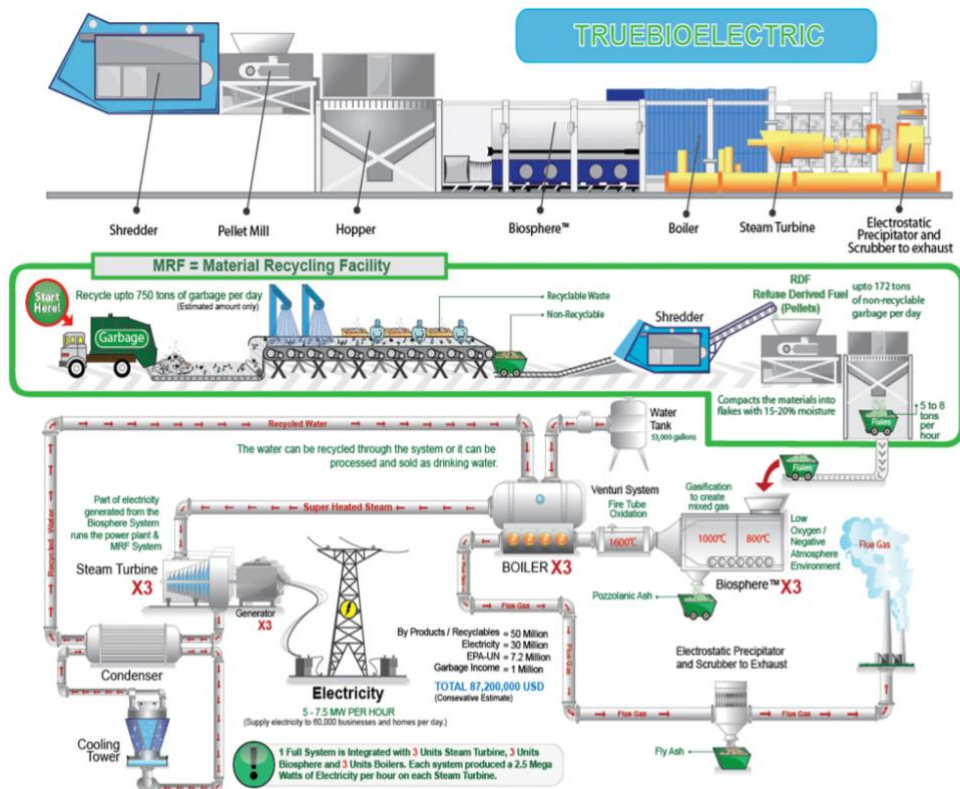 TRUEBIOELECTRIC
Shredder
Pellet Mill
Hopper
Biosphere™
Boiler
Steam Turbine
Electrostatic
Precipitator and
Scrubber to exhaust
MRF = Material Recycling Facility
Start
Here!
Recycle upto 750 tons of garbage per day
(Estimated amount only)
Garbage
Recyclable Waste
Non-Recyclable
Shredder
RDF
Refuse Derived Fuel
(Pellets)
upto 172 tons
of non-recyclable
garbage per day
Compacts the materials into
flakes with 15-20% moisture
Flakes
5 to 8
tons
per
hour
Flakes
Recycled Water
The water can be recycled through the system or it can be
processed and sold as drinking water.
Water
Tank
53,000 gallons
Part of electricity
generated from the
Biosphere System
runs the power plant &
MRF System
Super Heated Steam
Recycled Water
Venturi System
Fire Tube
Oxidation
1600℃
Gasification
to create
mixed gas
1000℃
800℃
Low
Oxygen /
Negative
Atmosphere
Environment
Flue Gas
BOILER X3
Biosphere™ X3
Pozzolanic Ash
Steam Turbine
X3
Generator
X3
Flue Gas
Flue Gas
Flue Gas
Condenser
Cooling
Tower
Electricity
5 - 7.5 MW PER HOUR
(Supply electricity to 60,000 businesses and homes per day.)
By Products / Recyclables = 50 Million
Electricity = 30 Million
EPA-UN = 7.2 Million
Garbage Income = 1 Million
TOTAL 87,200,000 USD
(Consevative Estimate)
Electrostatic Precipitator
and Scrubber to Exhaust
Flue Gas
Flue Gas
Fly Ash
! 1 Full System is Integrated with 3 Units Steam Turbine, 3 Units
Biosphere and 3 Units Boilers. Each system produced a 2.5 Mega
Watts of Electricity per hour on each Steam Turbine.